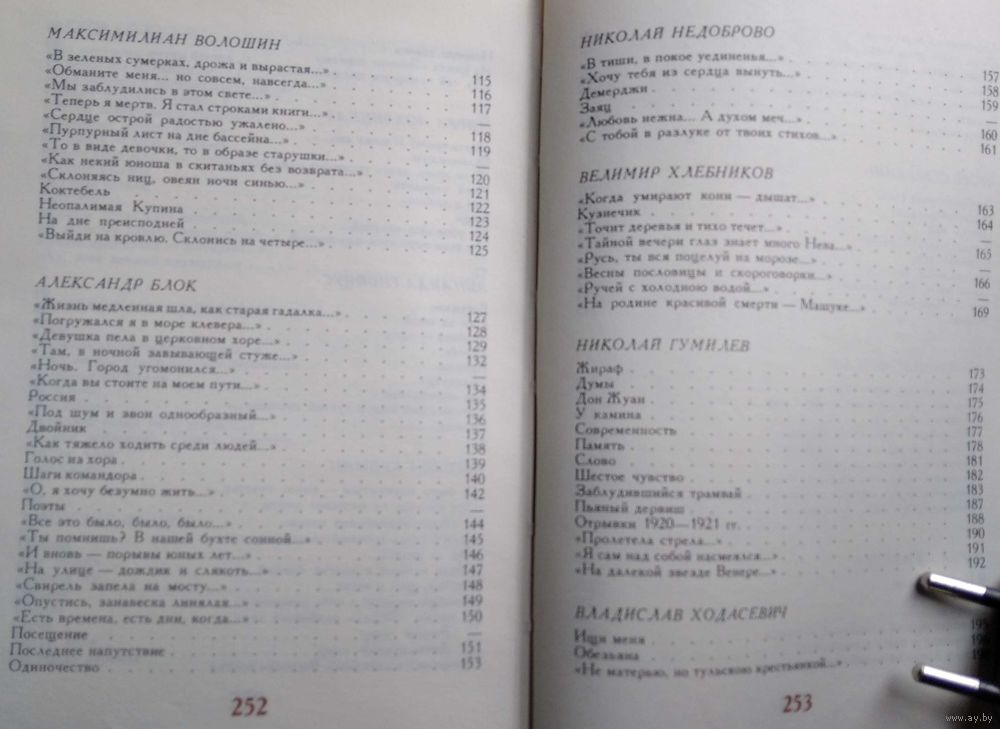 МАКСИМИЛИАН ВОЛОШИН
«В зеленых сумерках, дрожа и вырастая...» 115
«Обманите меня... но совсем, навсегда...» 116
«Мы заблудились в этом свете...» 117
«Теперь я мертв. Я стал строками книги...» —
«Сердце острой радостью ужалено...» 118
«Пурпурный лист на дне бассейна...» 119
«То в виде девочки, то в образе старушки...» —
«Как некий юноша в скитаньях без возврата...» 120
«Склоняясь ниц, овеян ночи синью...» 121
Коктебель 122
Неопалимая Купина 123
На дне преисподней 124
«Выйди на кровлю. Склонись на четыре...» 125
АЛЕКСАНДР БЛОК
«Жизнь медленная шла, как старая гадалка...» 127
«Погружался я в море клевера...» 128
«Девушка пела в церковном хоре...» 129
«Там, в ночной завывающей стуже...» 132
«Ночь. Город угомонился...» —
«Когда вы стоите на моем пути...» 134
Россия 135
«Под шум и звон однообразный...» 136
Двойник 137
«Как тяжело ходить среди людей...» 138
Голос из хора 139
Шаги командора 140
«О, я хочу безумно жить...» 142
Поэты —
«Все это было, было, было...» 144
«Ты помнишь? В нашей бухте сонной...» 145
«И вновь — порывы юных лет...» 146
«На улице — дождик и слякоть...» 147
«Свирель запела на мосту...» 148
«Опустись, занавеска линялая...» 149
«Есть времена, есть дни, когда...» 150
Посещение —
Последнее напутствие 151
Одиночество 153
252
НИКОЛАЙ НЕДОБРОВО
«В тиши, в покое уединенья...» 157
«Хочу тебя из сердца вынуть...» 158
Демерджи 159
Заяц —
«Любовь нежна... А духом меч...» 160
«С тобой в разлуке от твоих стихов...» 161
ВЕЛИМИР ХЛЕБНИКОВ
«Когда умирают кони — дышат...» 163
Кузнечик 164
«Точит деревья и тихо течет...» —
«Тайной вечери глаз знает много Нева...» 165
«Русь, ты вся поцелуй на морозе...» —
«Весны пословицы и скороговорки...» 166
«Ручей с холодною водой...» —
«На родине красивой смерти — Машуке...» 169
НИКОЛАЙ ГУМИЛЕВ
Жираф 173
Думы 174
Дон Жуан 175
У камина 176
Современность 177
Память 178
Слово 181
Шестое чувство 182
Заблудившийся трамвай 183
Пьяный дервиш 187
Отрывки 1920—1921 гг. 188
«Пролетела стрела...» 190
«Я сам над собой насмеялся...» 191
«На далекой звезде Венере...» 192
ВЛАДИСЛАВ ХОДАСЕВИЧ
Ищи меня 195
Обезьяна
«Не матерью, но тульскою крестьянкой...»
253
www.ay.by